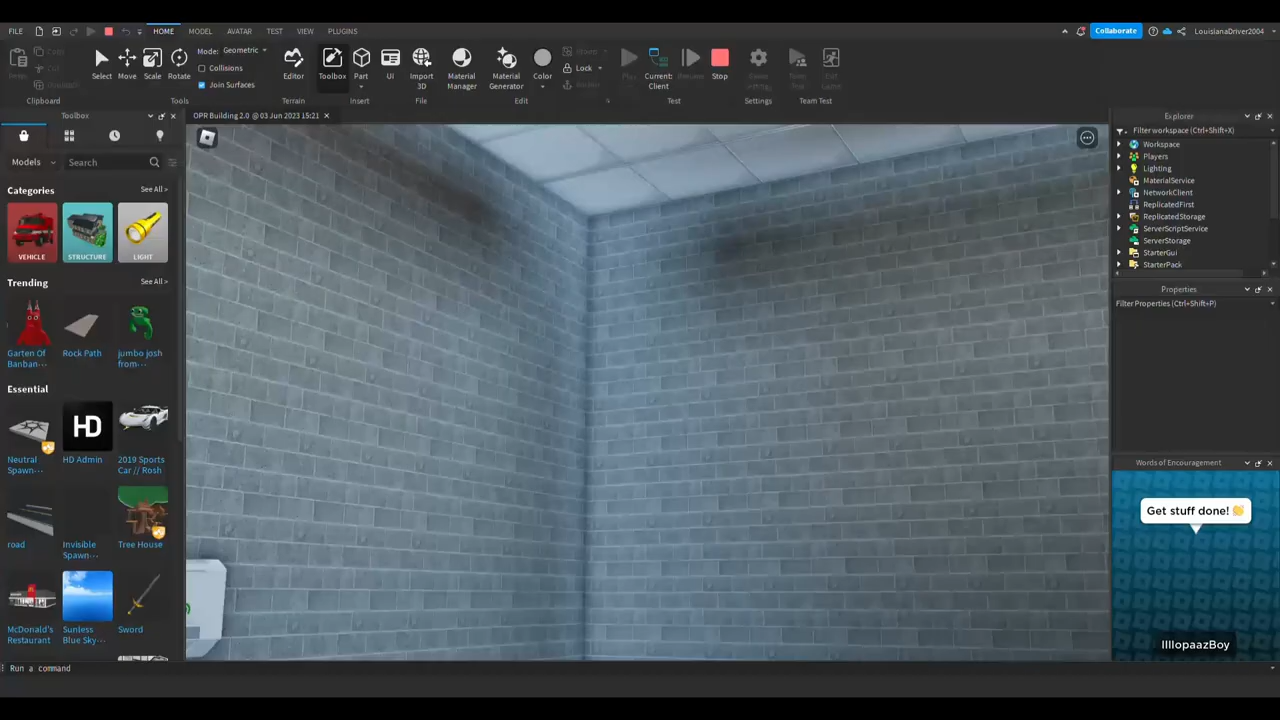 FILE HOME MODEL AVATAR TEST VIEW PLUGINS Collaborate LouisianaDriver2004
Select Move Scale Rotate
Mode: Geometric
Collisions
Join Surfaces
Editor Toolbox Part UI Import 3D Material Manager Material Generator Color
Lock
Current: Client
Stop
Clipboard Tools Terrain Insert File Edit Test Settings Team Test
Toolbox
OPR Building 2.0 @ 03 Jun 2023 15:21
Models Search
Categories See All >
VEHICLE STRUCTURE LIGHT
Trending See All >
Garten Of Banban···
Rock Path
jumbo josh from···
Essential
HD
Neutral Spawn···
HD Admin
2019 Sports Car // Rosh
road
Invisible Spawn···
Tree House
McDonald's Restaurant
Sunless Blue Sky···
Sword
Explorer
Filter workspace (Ctrl+Shift+X)
Workspace
Players
Lighting
MaterialService
NetworkClient
ReplicatedFirst
ReplicatedStorage
ServerScriptService
ServerStorage
StarterGui
StarterPack
Properties
Filter Properties (Ctrl+Shift+P)
Words of Encouragement
Get stuff done! 👏
Run a command